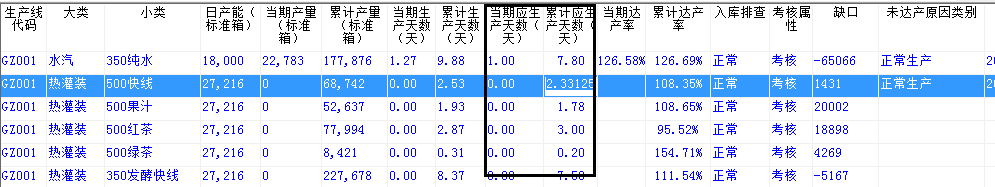 生产线代码 大类 小类 日产能（标准箱） 当期产量（标准箱） 累计产量（标准箱） 当期生产天数（天） 累计生产天数（天） 当期应生产天数（天） 累计应生产天数（天） 当期达产率 累计达产率 入库排查 考核属性 缺口 未达产原因类别
GZ001 水汽 350纯水 18,000 22,783 177,876 1.27 9.88 1.00 7.80 126.58% 126.69% 正常 考核 -65066 正常生产 20
GZ001 热灌装 500快线 27,216 0 68,742 0.00 2.53 0.00 2.33125 108.35% 正常 考核 1431 正常生产 20
GZ001 热灌装 500果汁 27,216 0 52,637 0.00 1.93 0.00 1.78 108.65% 正常 考核 20002
GZ001 热灌装 500红茶 27,216 0 77,994 0.00 2.87 0.00 3.00 95.52% 正常 考核 18898
GZ001 热灌装 500绿茶 27,216 0 8,421 0.00 0.31 0.00 0.20 154.71% 正常 考核 4269
GZ001 热灌装 350发酵快线 27,216 0 227,678 0.00 8.37 0.00 7.50 111.54% 正常 考核 -5167